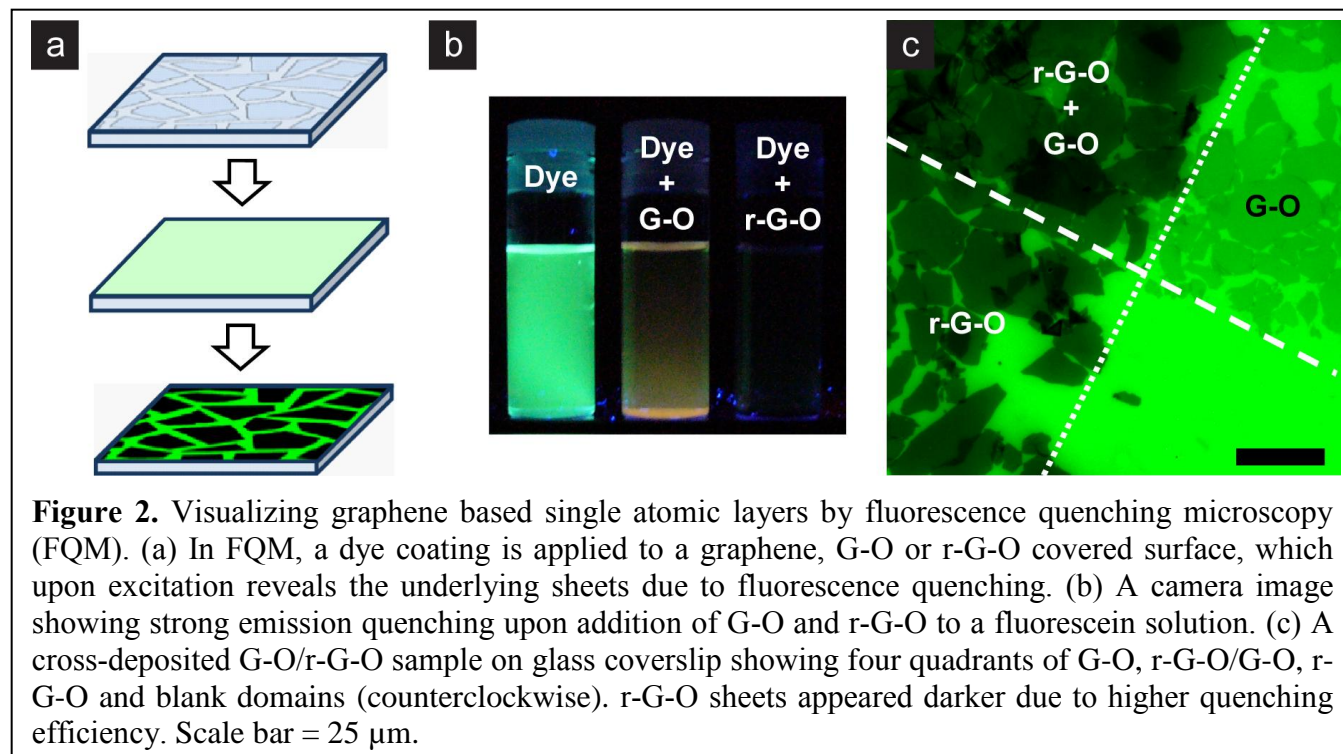 a
b
c
Dye
Dye
+
G-O
Dye
+
r-G-O
r-G-O
+
G-O
G-O
r-G-O
Figure 2. Visualizing graphene based single atomic layers by fluorescence quenching microscopy
(FQM). (a) In FQM, a dye coating is applied to a graphene, G-O or r-G-O covered surface, which
upon excitation reveals the underlying sheets due to fluorescence quenching. (b) A camera image
showing strong emission quenching upon addition of G-O and r-G-O to a fluorescein solution. (c) A
cross-deposited G-O/r-G-O sample on glass coverslip showing four quadrants of G-O, r-G-O/G-O, r-
G-O and blank domains (counterclockwise). r-G-O sheets appeared darker due to higher quenching
efficiency. Scale bar = 25 μm.